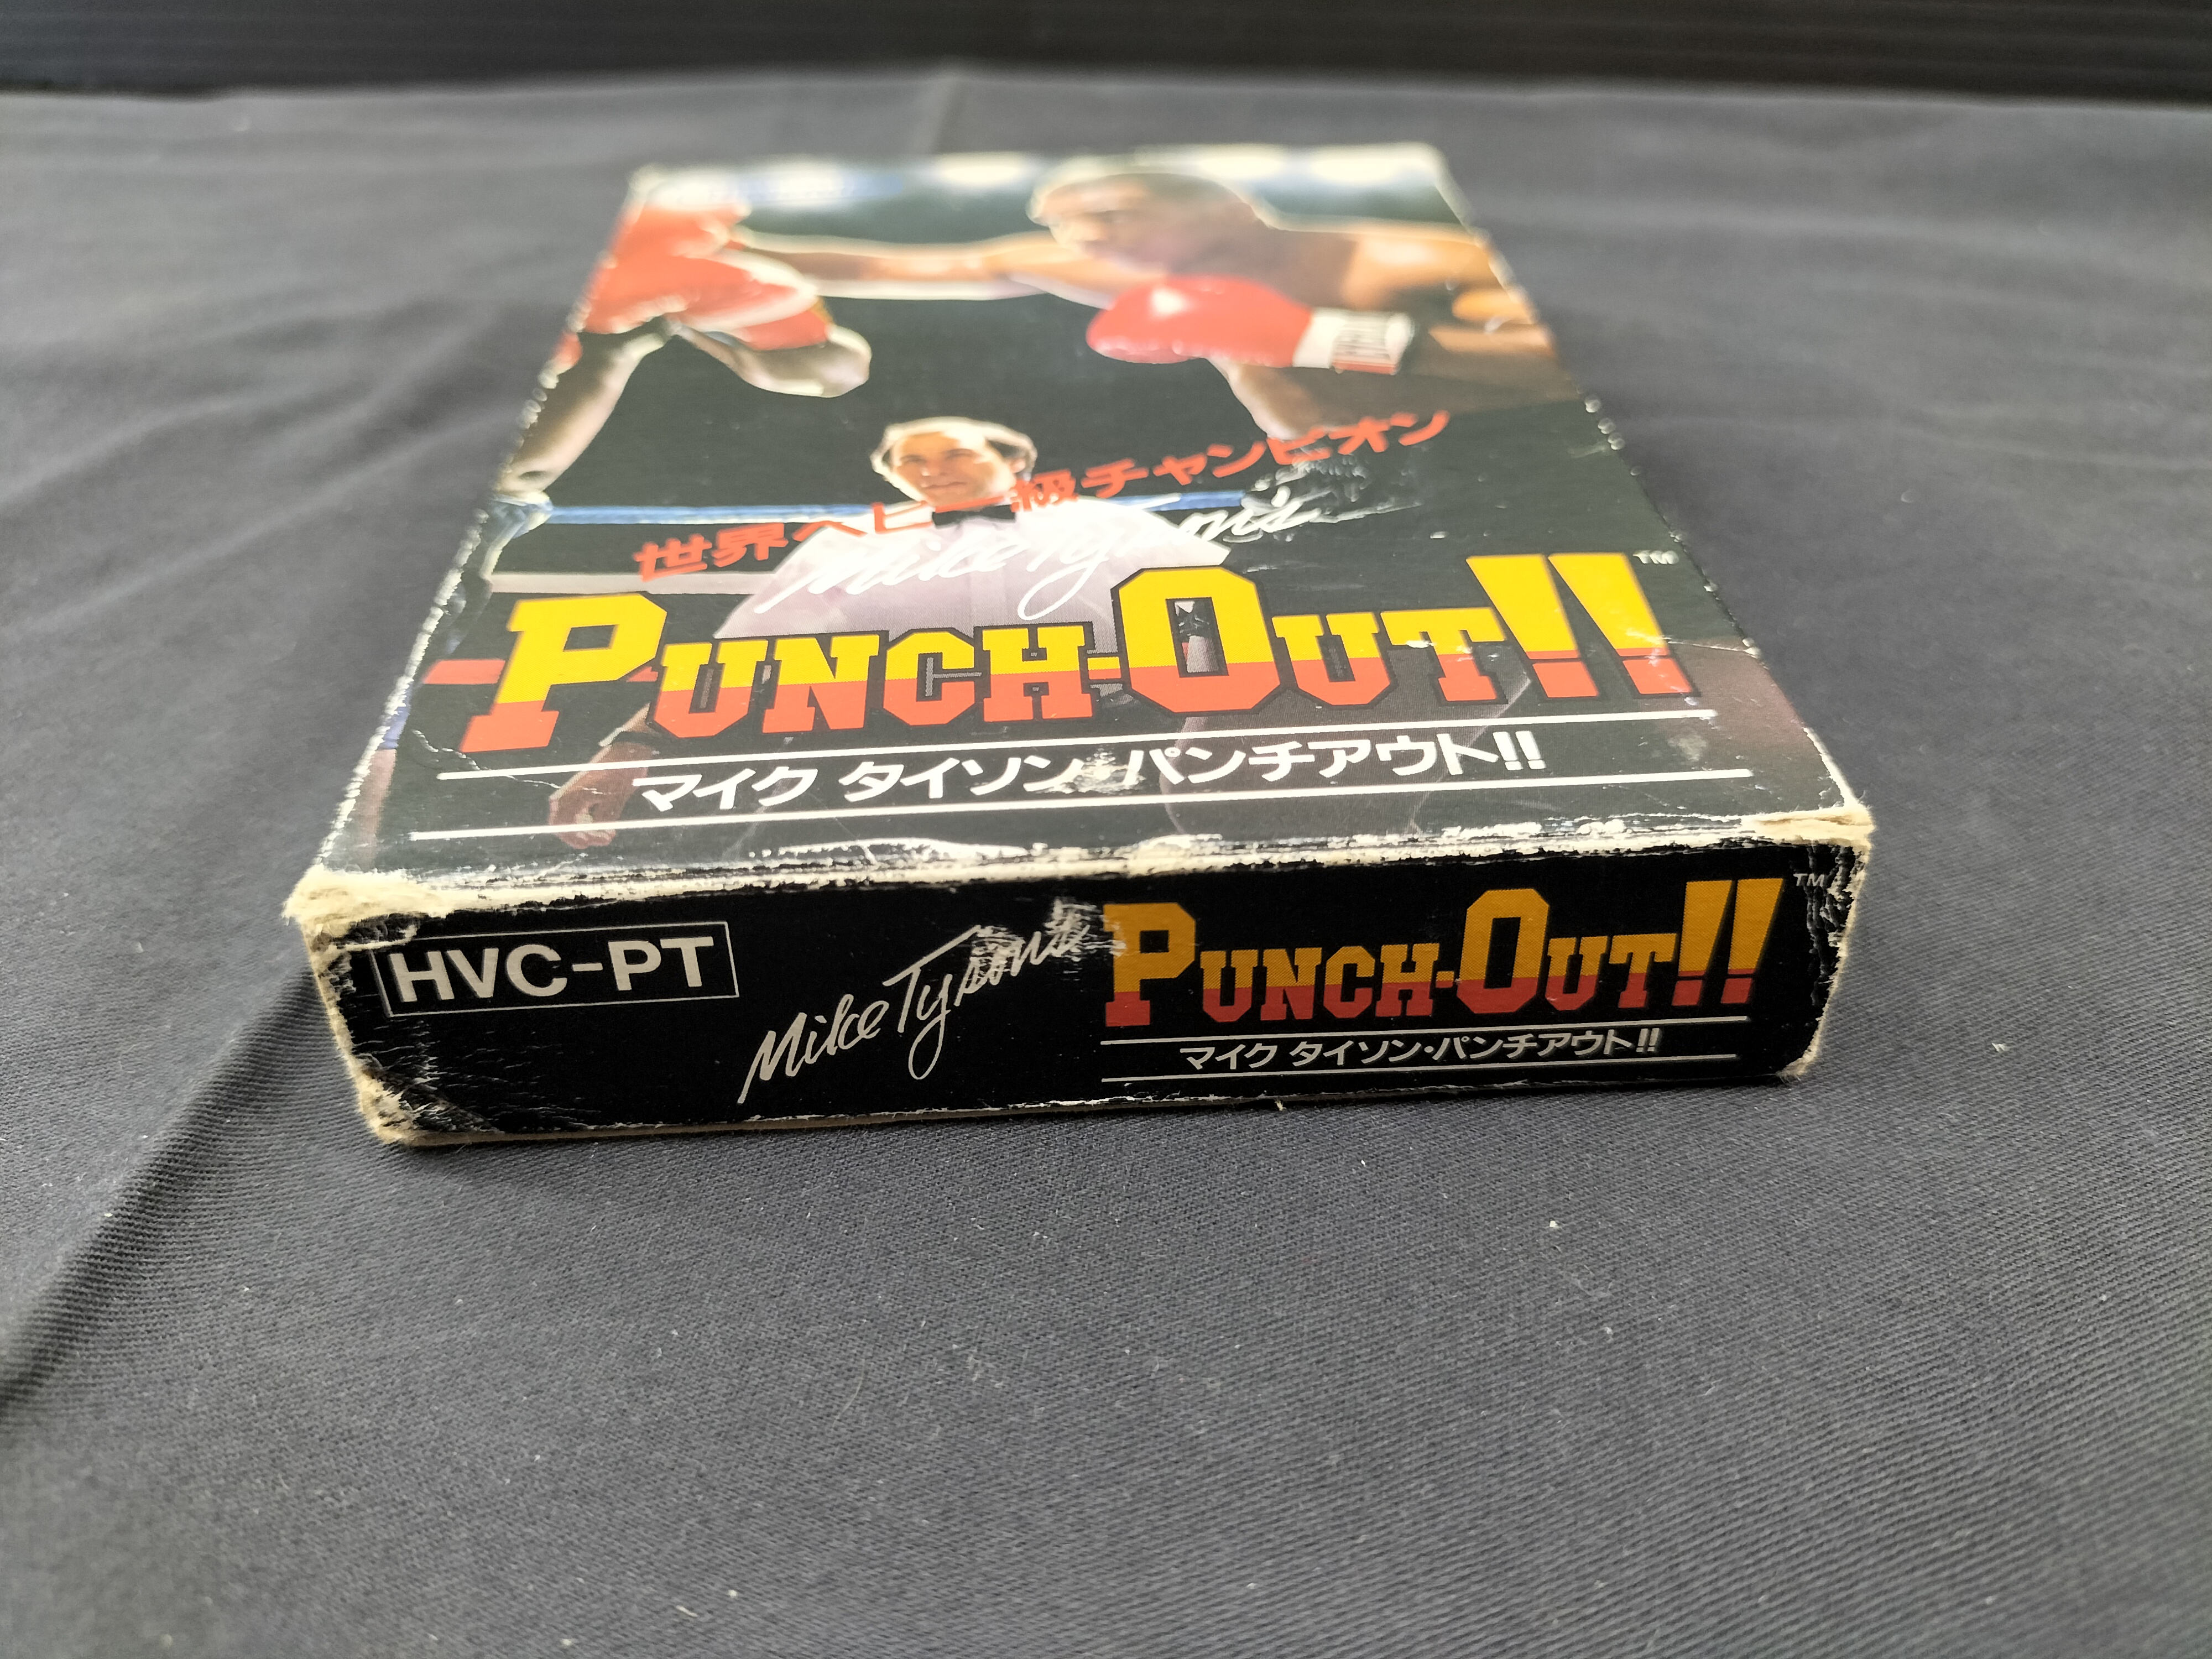 世界ヘビー級チャンピオン
Mike Tyson's
PUNCH-OUT!!™
マイク タイソン・パンチアウト!!
HVC-PT
Mike Tyson's
PUNCH-OUT!!™
マイク タイソン・パンチアウト!!